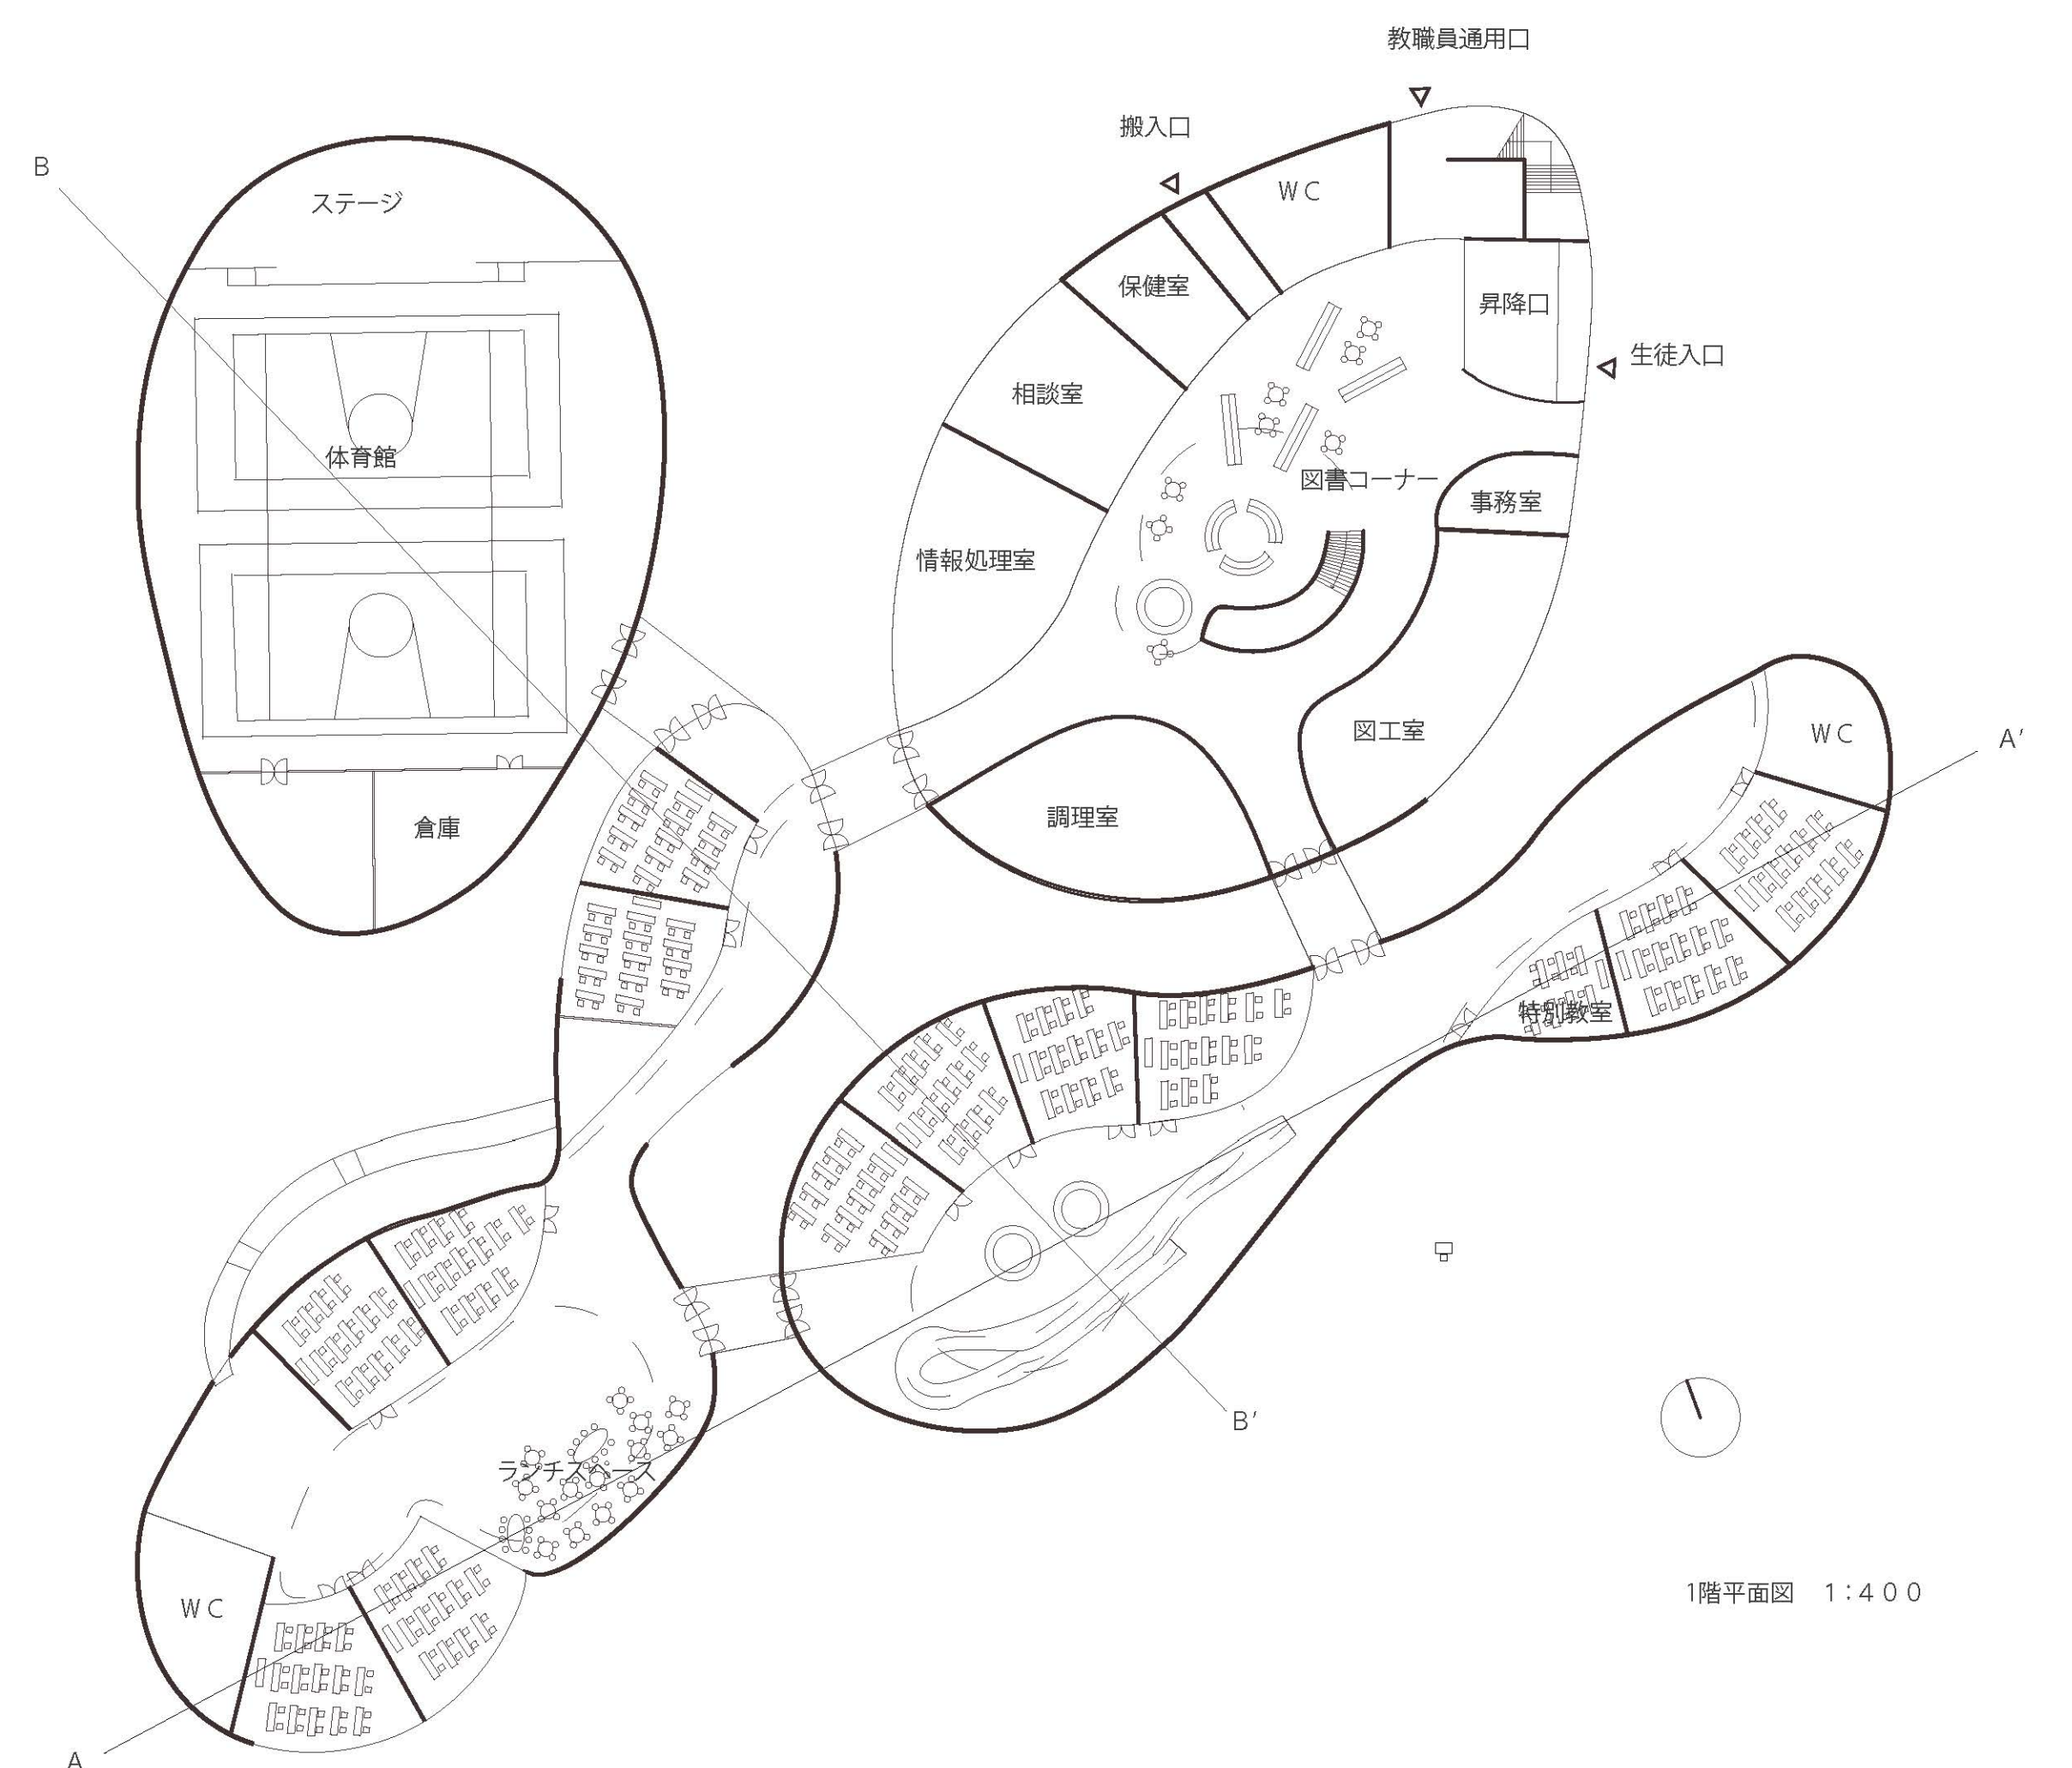 教職員通用口
搬入口
B
ステージ
WC
保健室
昇降口
生徒入口
相談室
体育館
図書コーナー
事務室
情報処理室
図工室
WC
A′
調理室
倉庫
特別教室
B′
ランチスペース
1階平面図 1:400
WC
A